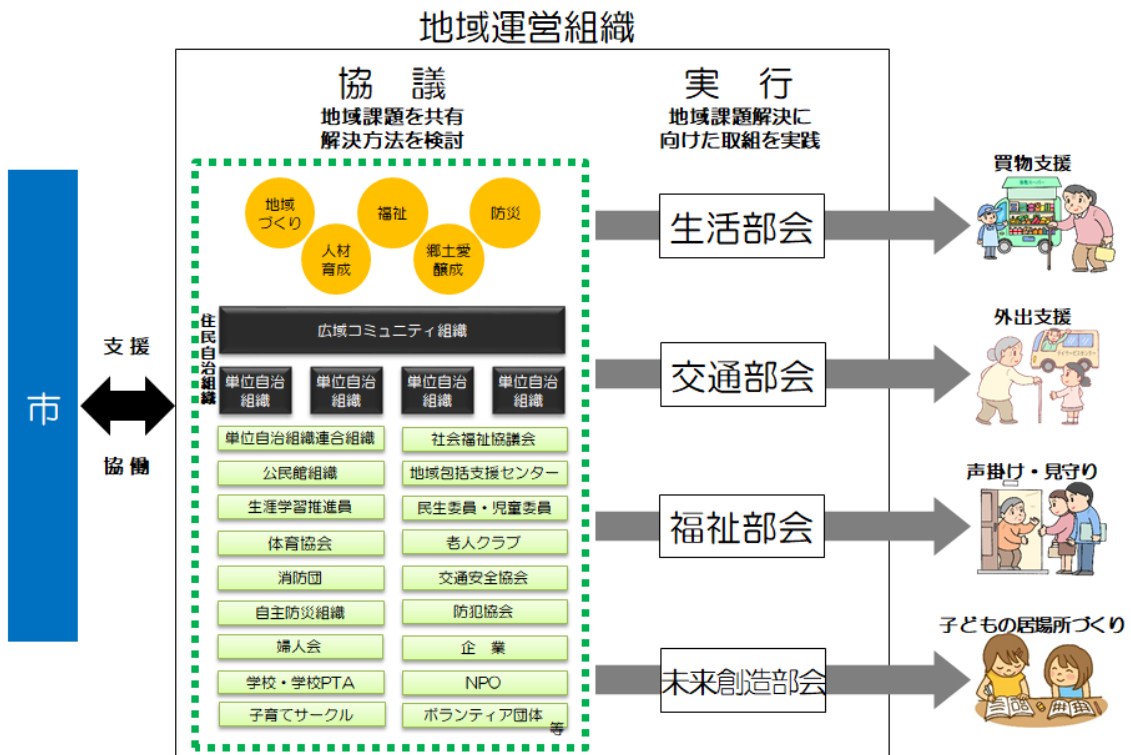 地域運営組織
協 議
地域課題を共有
解決方法を検討
実 行
地域課題解決に
向けた取組を実践
市
支 援
協 働
地域
づくり
福祉
防災
人材
育成
郷土愛
醸成
住民自治組織
広域コミュニティ組織
単位自治
組織
単位自治
組織
単位自治
組織
単位自治
組織
単位自治組織連合組織
社会福祉協議会
公民館組織
地域包括支援センター
生涯学習推進員
民生委員・児童委員
体育協会
老人クラブ
消防団
交通安全協会
自主防災組織
防犯協会
婦人会
企 業
学校・学校PTA
NPO
子育てサークル
ボランティア団体
等
生活部会
交通部会
福祉部会
未来創造部会
買物支援
外出支援
声掛け・見守り
子どもの居場所づくり